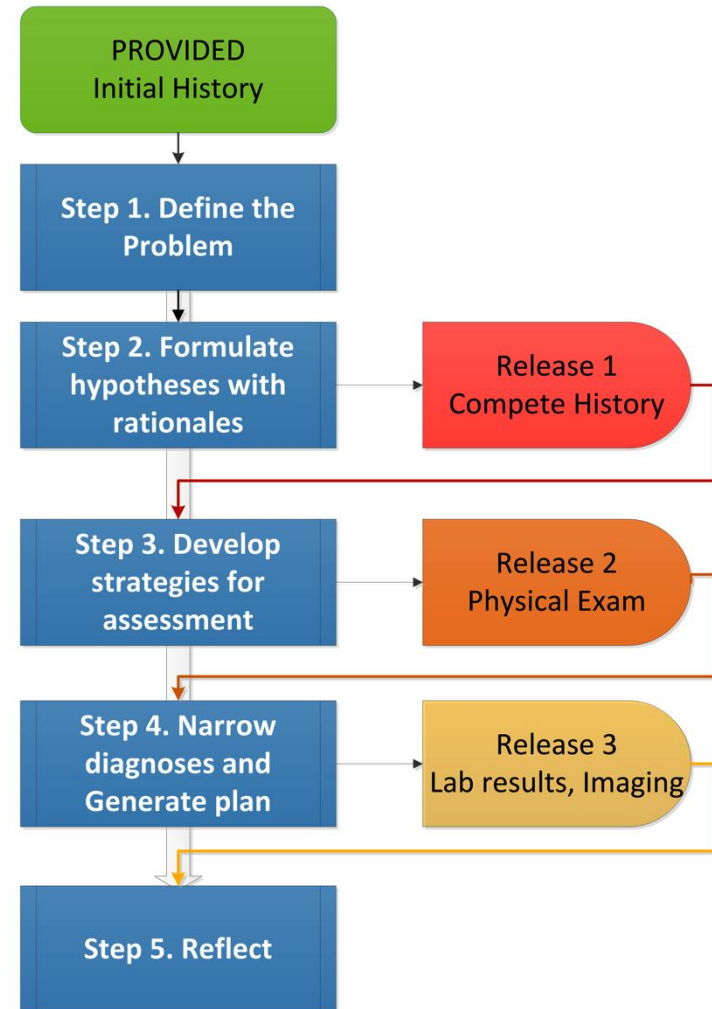 PROVIDED
Initial History
Step 1. Define the
Problem
Step 2. Formulate
hypotheses with
rationales
Release 1
Compete History
Step 3. Develop
strategies for
assessment
Release 2
Physical Exam
Step 4. Narrow
diagnoses and
Generate plan
Release 3
Lab results, Imaging
Step 5. Reflect